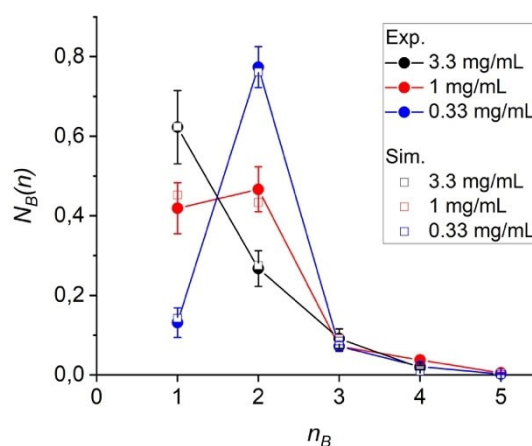 0,8
0,6
0,4
0,2
0,0
N_B(n)
0 1 2 3 4 5
n_B
Exp.
3.3 mg/mL
1 mg/mL
0.33 mg/mL
Sim.
3.3 mg/mL
1 mg/mL
0.33 mg/mL